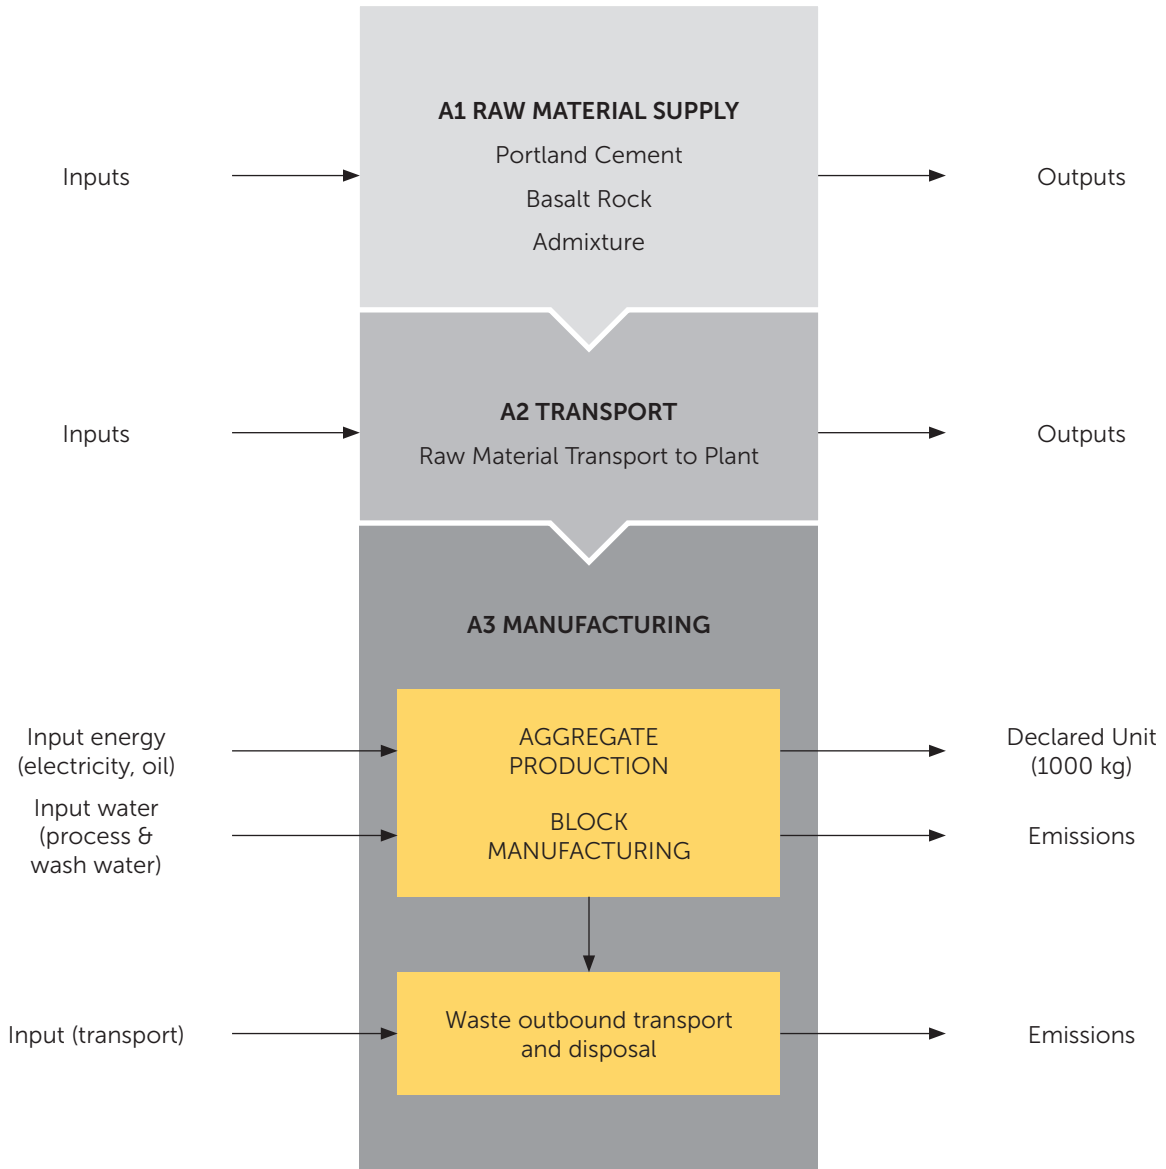 A1 RAW MATERIAL SUPPLY
Portland Cement
Inputs
Outputs
Basalt Rock
Admixture
A2 TRANSPORT
Inputs
Outputs
Raw Material Transport to Plant
A3 MANUFACTURING
Input energy
(electricity, oil)
AGGREGATE
PRODUCTION
Declared Unit
(1000 kg)
Input water
(process &
wash water)
BLOCK
MANUFACTURING
Emissions
Input (transport)
Waste outbound transport
and disposal
Emissions